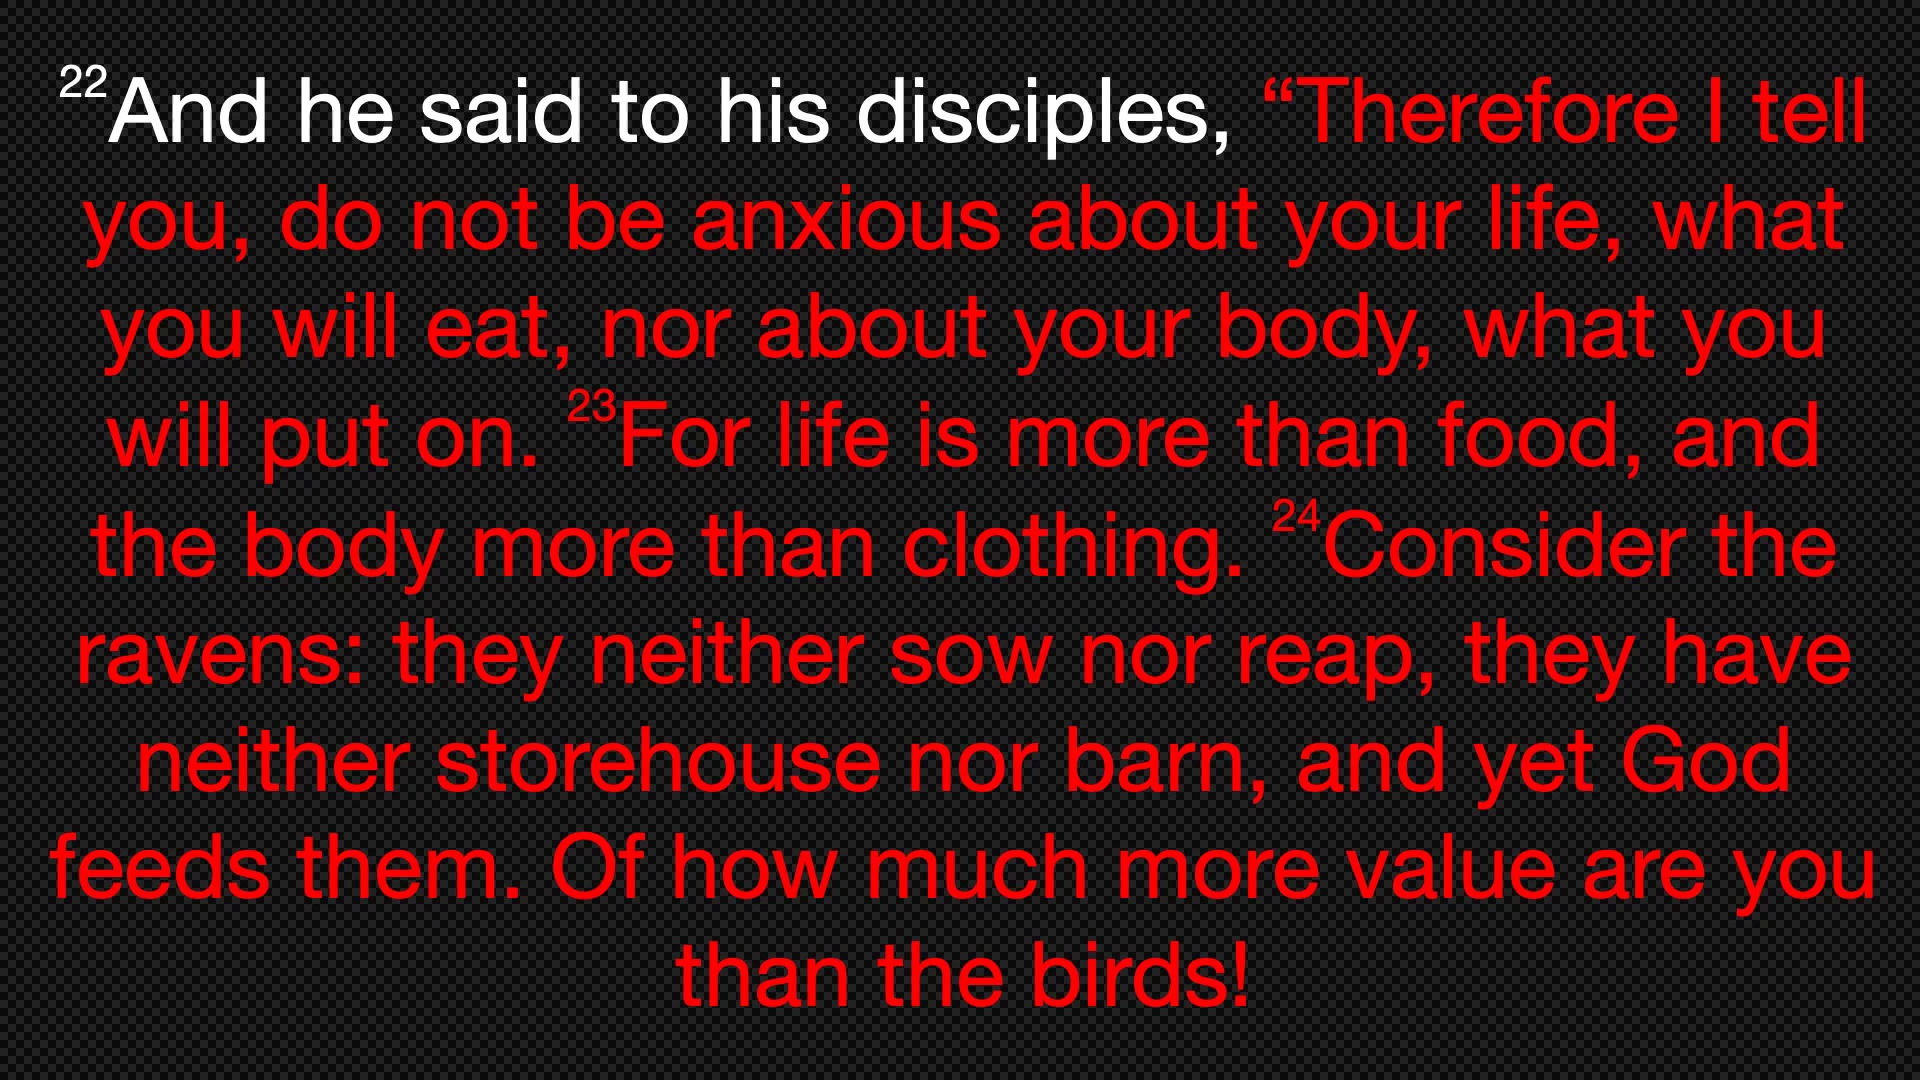 22And he said to his disciples, “Therefore I tell
you, do not be anxious about your life, what
you will eat, nor about your body, what you
will put on. 23For life is more than food, and
the body more than clothing. 24Consider the
ravens: they neither sow nor reap, they have
neither storehouse nor barn, and yet God
feeds them. Of how much more value are you
than the birds!